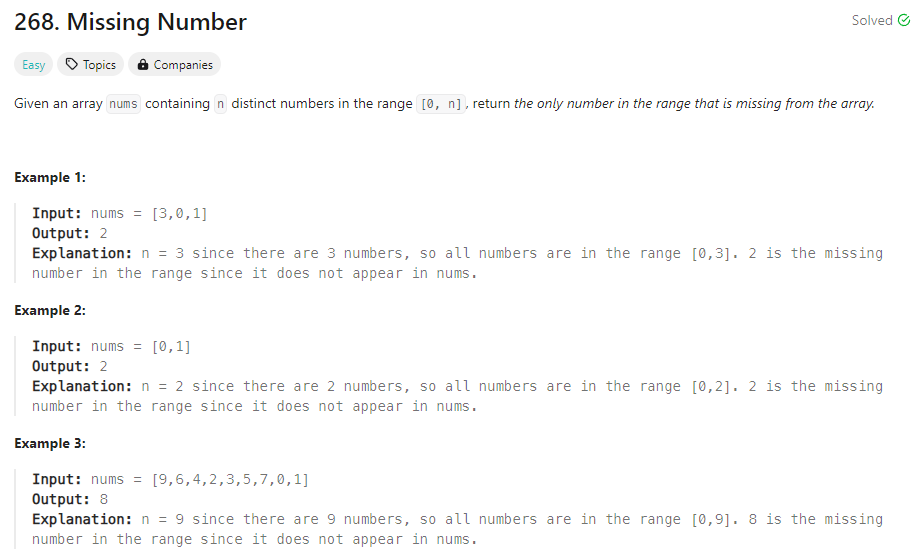 268. Missing Number
Solved
Easy Topics Companies
Given an array nums containing n distinct numbers in the range [0, n], return the only number in the range that is missing from the array.
Example 1:
Input: nums = [3,0,1]
Output: 2
Explanation: n = 3 since there are 3 numbers, so all numbers are in the range [0,3]. 2 is the missing
number in the range since it does not appear in nums.
Example 2:
Input: nums = [0,1]
Output: 2
Explanation: n = 2 since there are 2 numbers, so all numbers are in the range [0,2]. 2 is the missing
number in the range since it does not appear in nums.
Example 3:
Input: nums = [9,6,4,2,3,5,7,0,1]
Output: 8
Explanation: n = 9 since there are 9 numbers, so all numbers are in the range [0,9]. 8 is the missing
number in the range since it does not appear in nums.